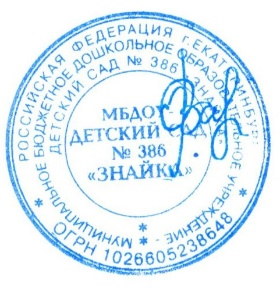 РОССИЙСКАЯ ФЕДЕРАЦИЯ г.ЕКАТЕРИНБУРГ
МУНИЦИПАЛЬНОЕ БЮДЖЕТНОЕ ДОШКОЛЬНОЕ ОБРАЗОВАТЕЛЬНОЕ УЧРЕЖДЕНИЕ -
ДЕТСКИЙ САД № 386
* ОГРН 1026605238648 *
МБДОУ
ДЕТСКИЙ САД
№ 386
«ЗНАЙКА»